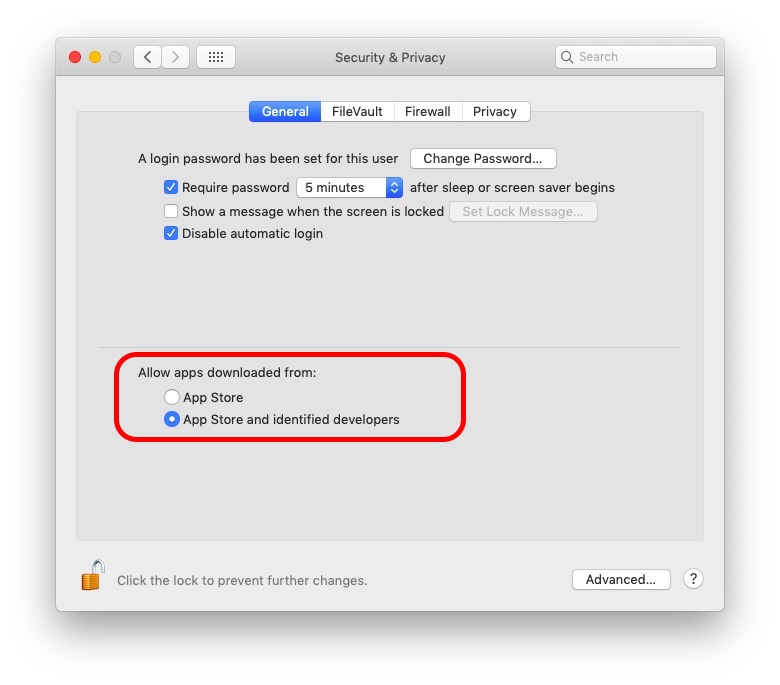 Security & Privacy
Search
General FileVault Firewall Privacy
A login password has been set for this user Change Password...
Require password 5 minutes after sleep or screen saver begins
Show a message when the screen is locked Set Lock Message...
Disable automatic login
Allow apps downloaded from:
App Store
App Store and identified developers
Click the lock to prevent further changes.
Advanced... ?